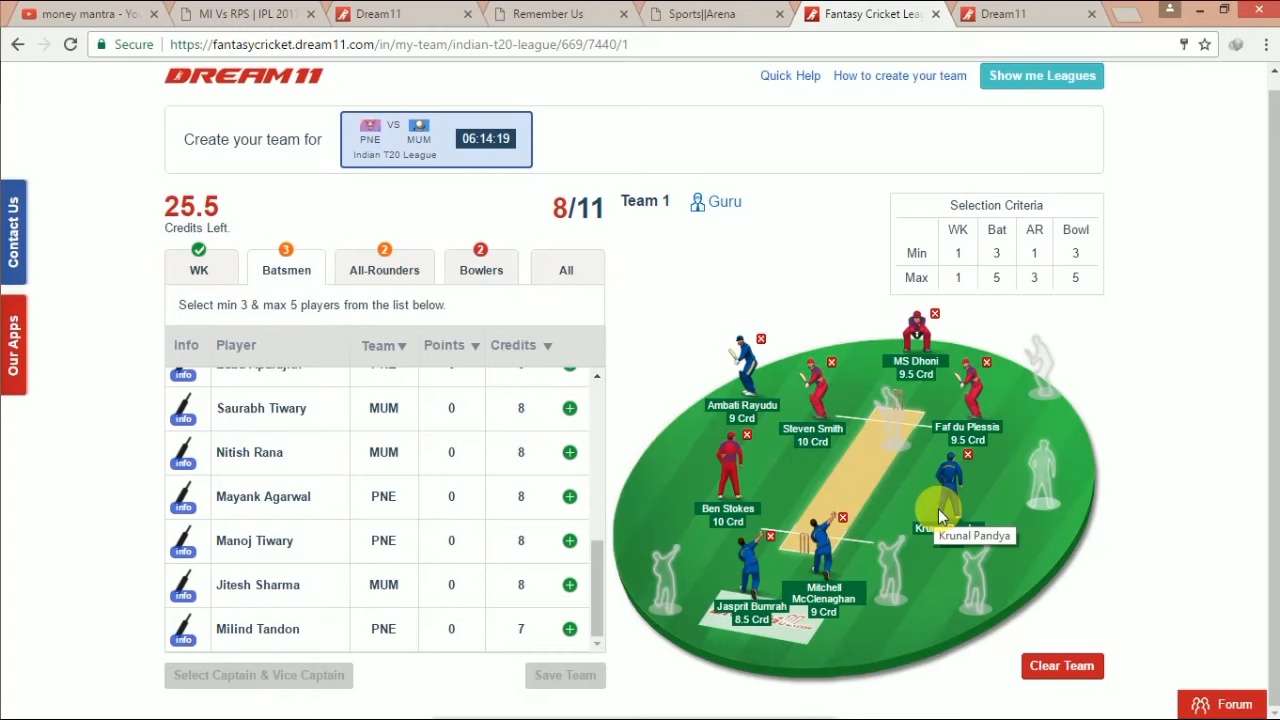 money mantra - Yo
MI Vs RPS | IPL 201
Dream11
Remember Us
Sports||Arena
Fantasy Cricket Lea
Dream11
Secure
https://fantasycricket.dream11.com/in/my-team/indian-t20-league/669/7440/1
DREAM11
Quick Help
How to create your team
Show me Leagues
Create your team for
PNE VS MUM
Indian T20 League
06:14:19
Contact Us
Our Apps
25.5
Credits Left.
8/11
Team 1
Guru
Selection Criteria
WK Bat AR Bowl
Min 1 3 1 3
Max 1 5 3 5
3 2 2
WK Batsmen All-Rounders Bowlers All
Select min 3 & max 5 players from the list below.
Info Player Team Points Credits
info
info Saurabh Tiwary MUM 0 8
info Nitish Rana MUM 0 8
info Mayank Agarwal PNE 0 8
info Manoj Tiwary PNE 0 8
info Jitesh Sharma MUM 0 8
info Milind Tandon PNE 0 7
Select Captain & Vice Captain
Save Team
MS Dhoni
9.5 Crd
Ambati Rayudu
9 Crd
Steven Smith
10 Crd
Faf du Plessis
9.5 Crd
Ben Stokes
10 Crd
Krunal Pandya
Mitchell
McClenaghan
9 Crd
Jasprit Bumrah
8.5 Crd
Clear Team
Forum